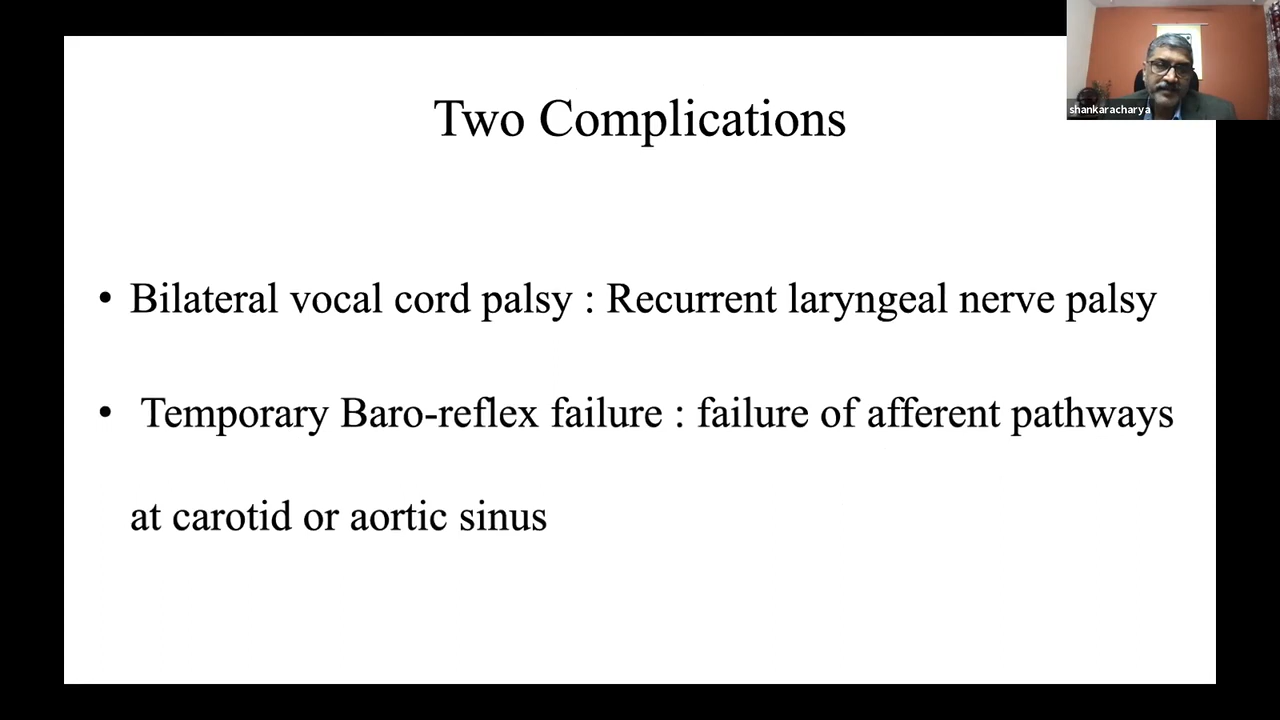 shankaracharya
Two Complications
• Bilateral vocal cord palsy : Recurrent laryngeal nerve palsy
• Temporary Baro-reflex failure : failure of afferent pathways
at carotid or aortic sinus